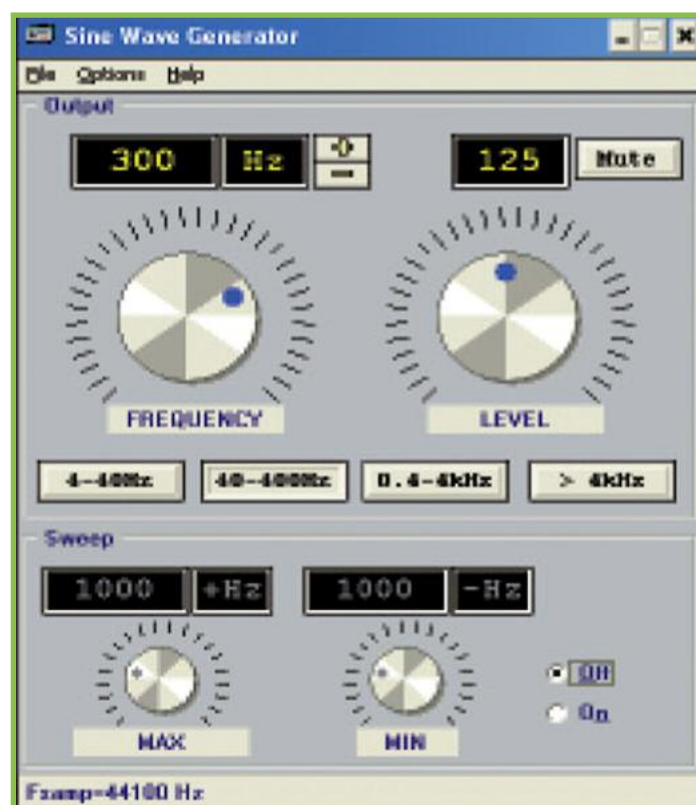 Sine Wave Generator
File Options Help
Output
300 Hz 125 Mute
FREQUENCY LEVEL
4-40Hz 40-400Hz 0.4-4kHz > 4kHz
Sweep
1000 +Hz 1000 -Hz
Off
On
MAX MIN
Fsamp=44100 Hz